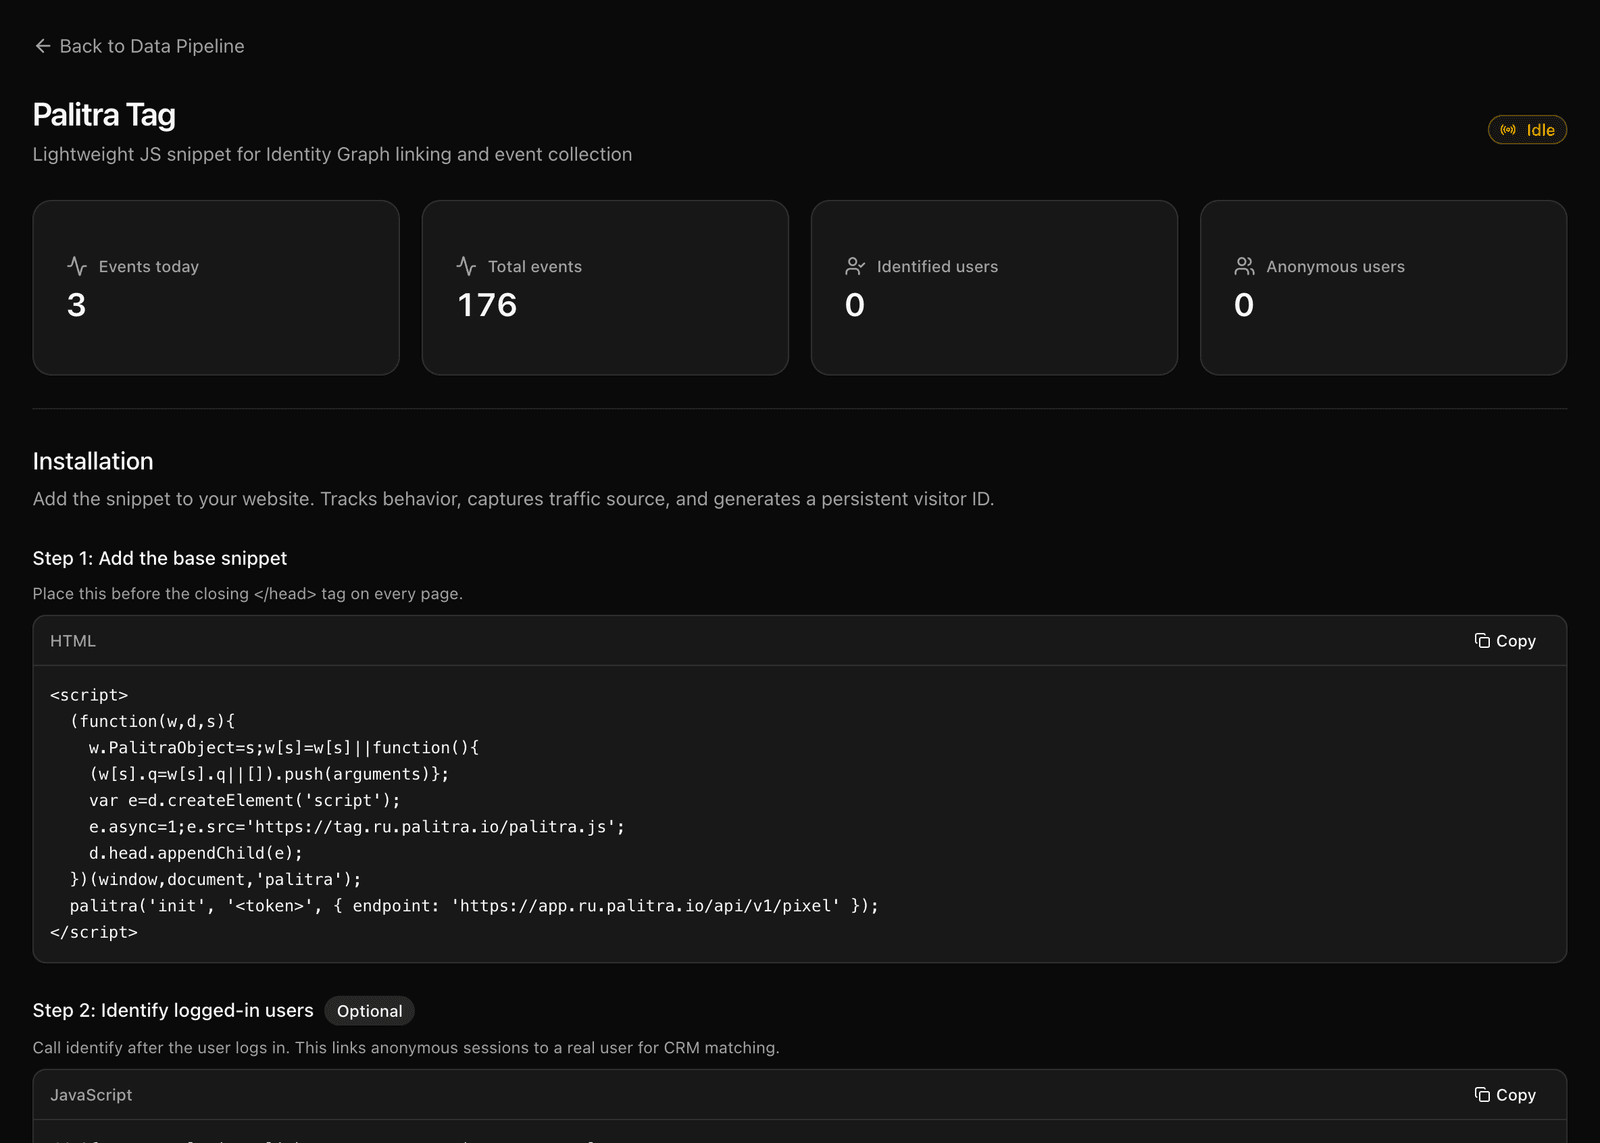 Back to Data Pipeline
Palitra Tag
Idle
Lightweight JS snippet for Identity Graph linking and event collection
Events today
3
Total events
176
Identified users
0
Anonymous users
0
Installation
Add the snippet to your website. Tracks behavior, captures traffic source, and generates a persistent visitor ID.
Step 1: Add the base snippet
Place this before the closing </head> tag on every page.
HTML
Copy
<script>
  (function(w,d,s){
    w.PalitraObject=s;w[s]=w[s]||function(){
    (w[s].q=w[s].q||[]).push(arguments)};
    var e=d.createElement('script');
    e.async=1;e.src='https://tag.ru.palitra.io/palitra.js';
    d.head.appendChild(e);
  })(window,document,'palitra');
  palitra('init', '<token>', { endpoint: 'https://app.ru.palitra.io/api/v1/pixel' });
</script>
Step 2: Identify logged-in users
Optional
Call identify after the user logs in. This links anonymous sessions to a real user for CRM matching.
JavaScript
Copy